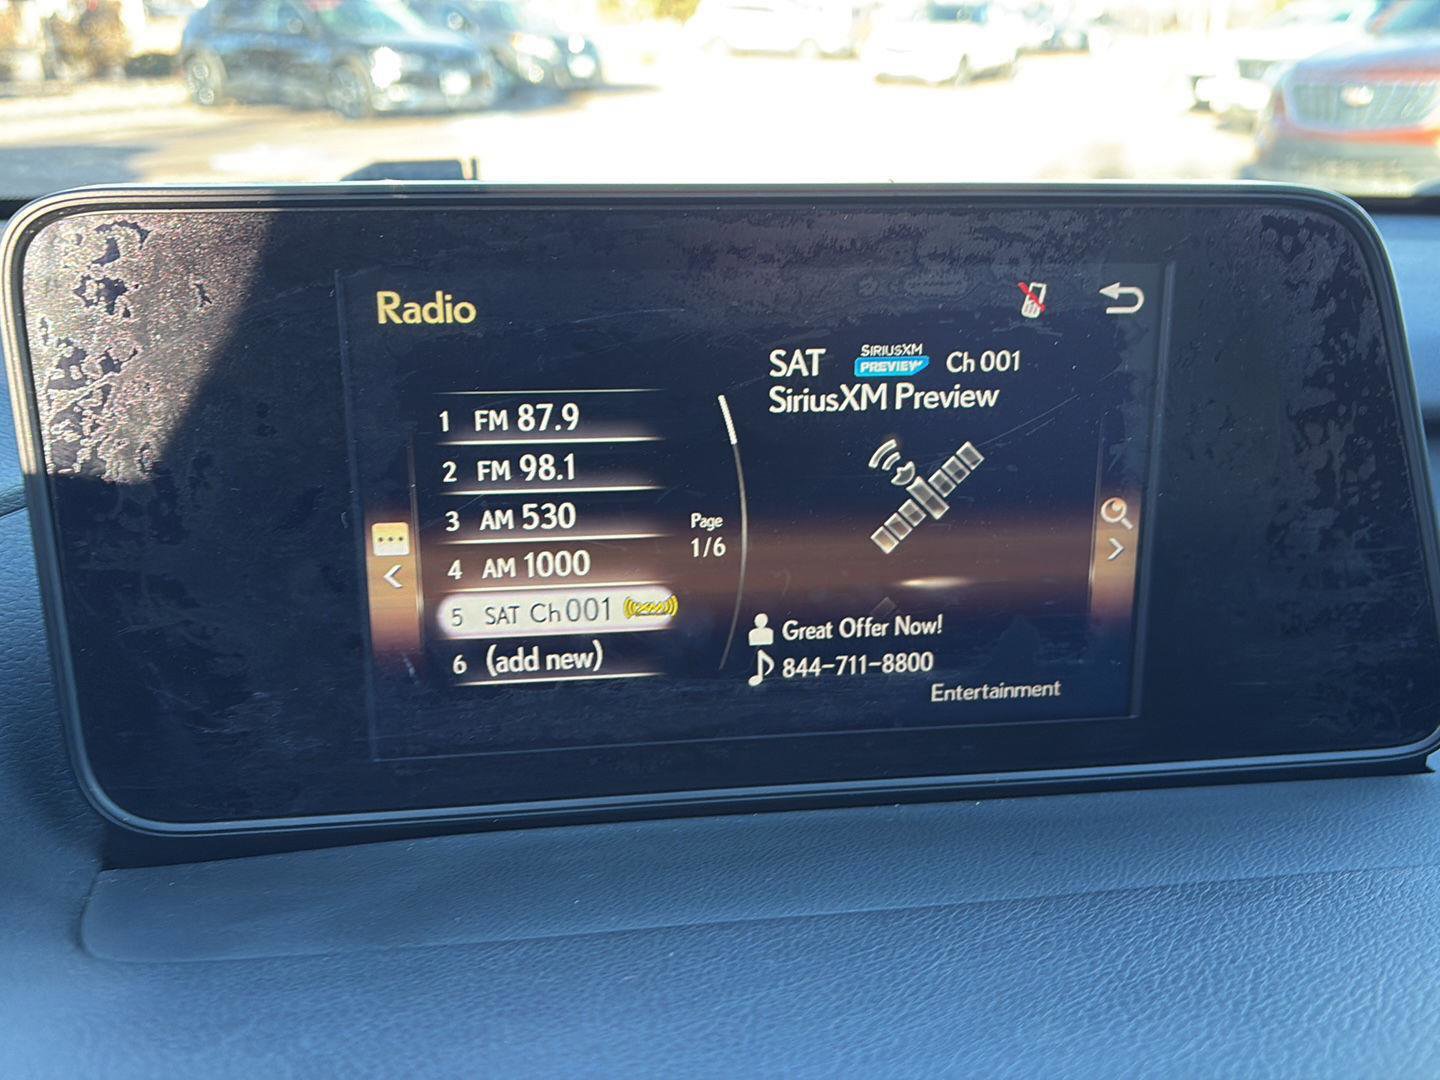 Radio
SAT SIRIUSXM PREVIEW Ch 001
SiriusXM Preview
1 FM 87.9
2 FM 98.1
3 AM 530
4 AM 1000
5 SAT Ch 001
6 (add new)
Page
1/6
Great Offer Now!
844-711-8800
Entertainment